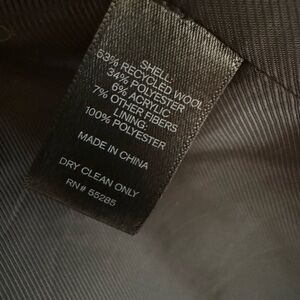 SHELL:
53% RECYCLED WOOL
34% POLYESTER
6% ACRYLIC
7% OTHER FIBERS
LINING:
100% POLYESTER
MADE IN CHINA
DRY CLEAN ONLY
RN# 55285